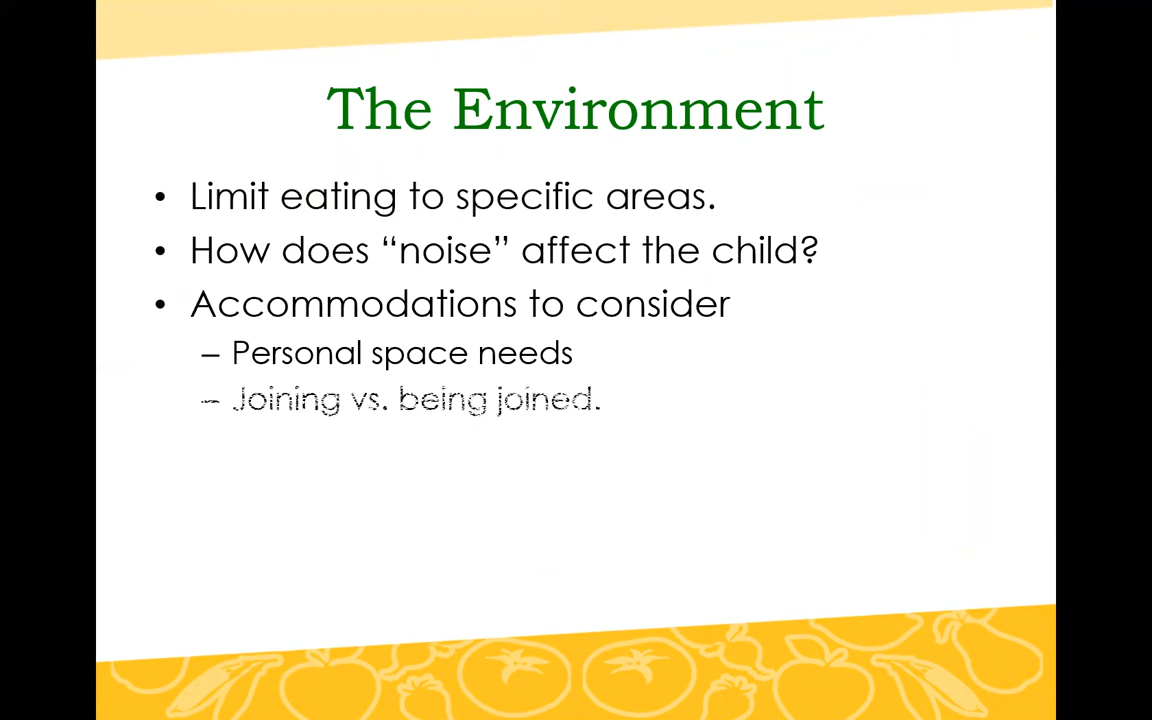 The Environment
• Limit eating to specific areas.
• How does “noise” affect the child?
• Accommodations to consider
– Personal space needs
– Joining vs. being joined.